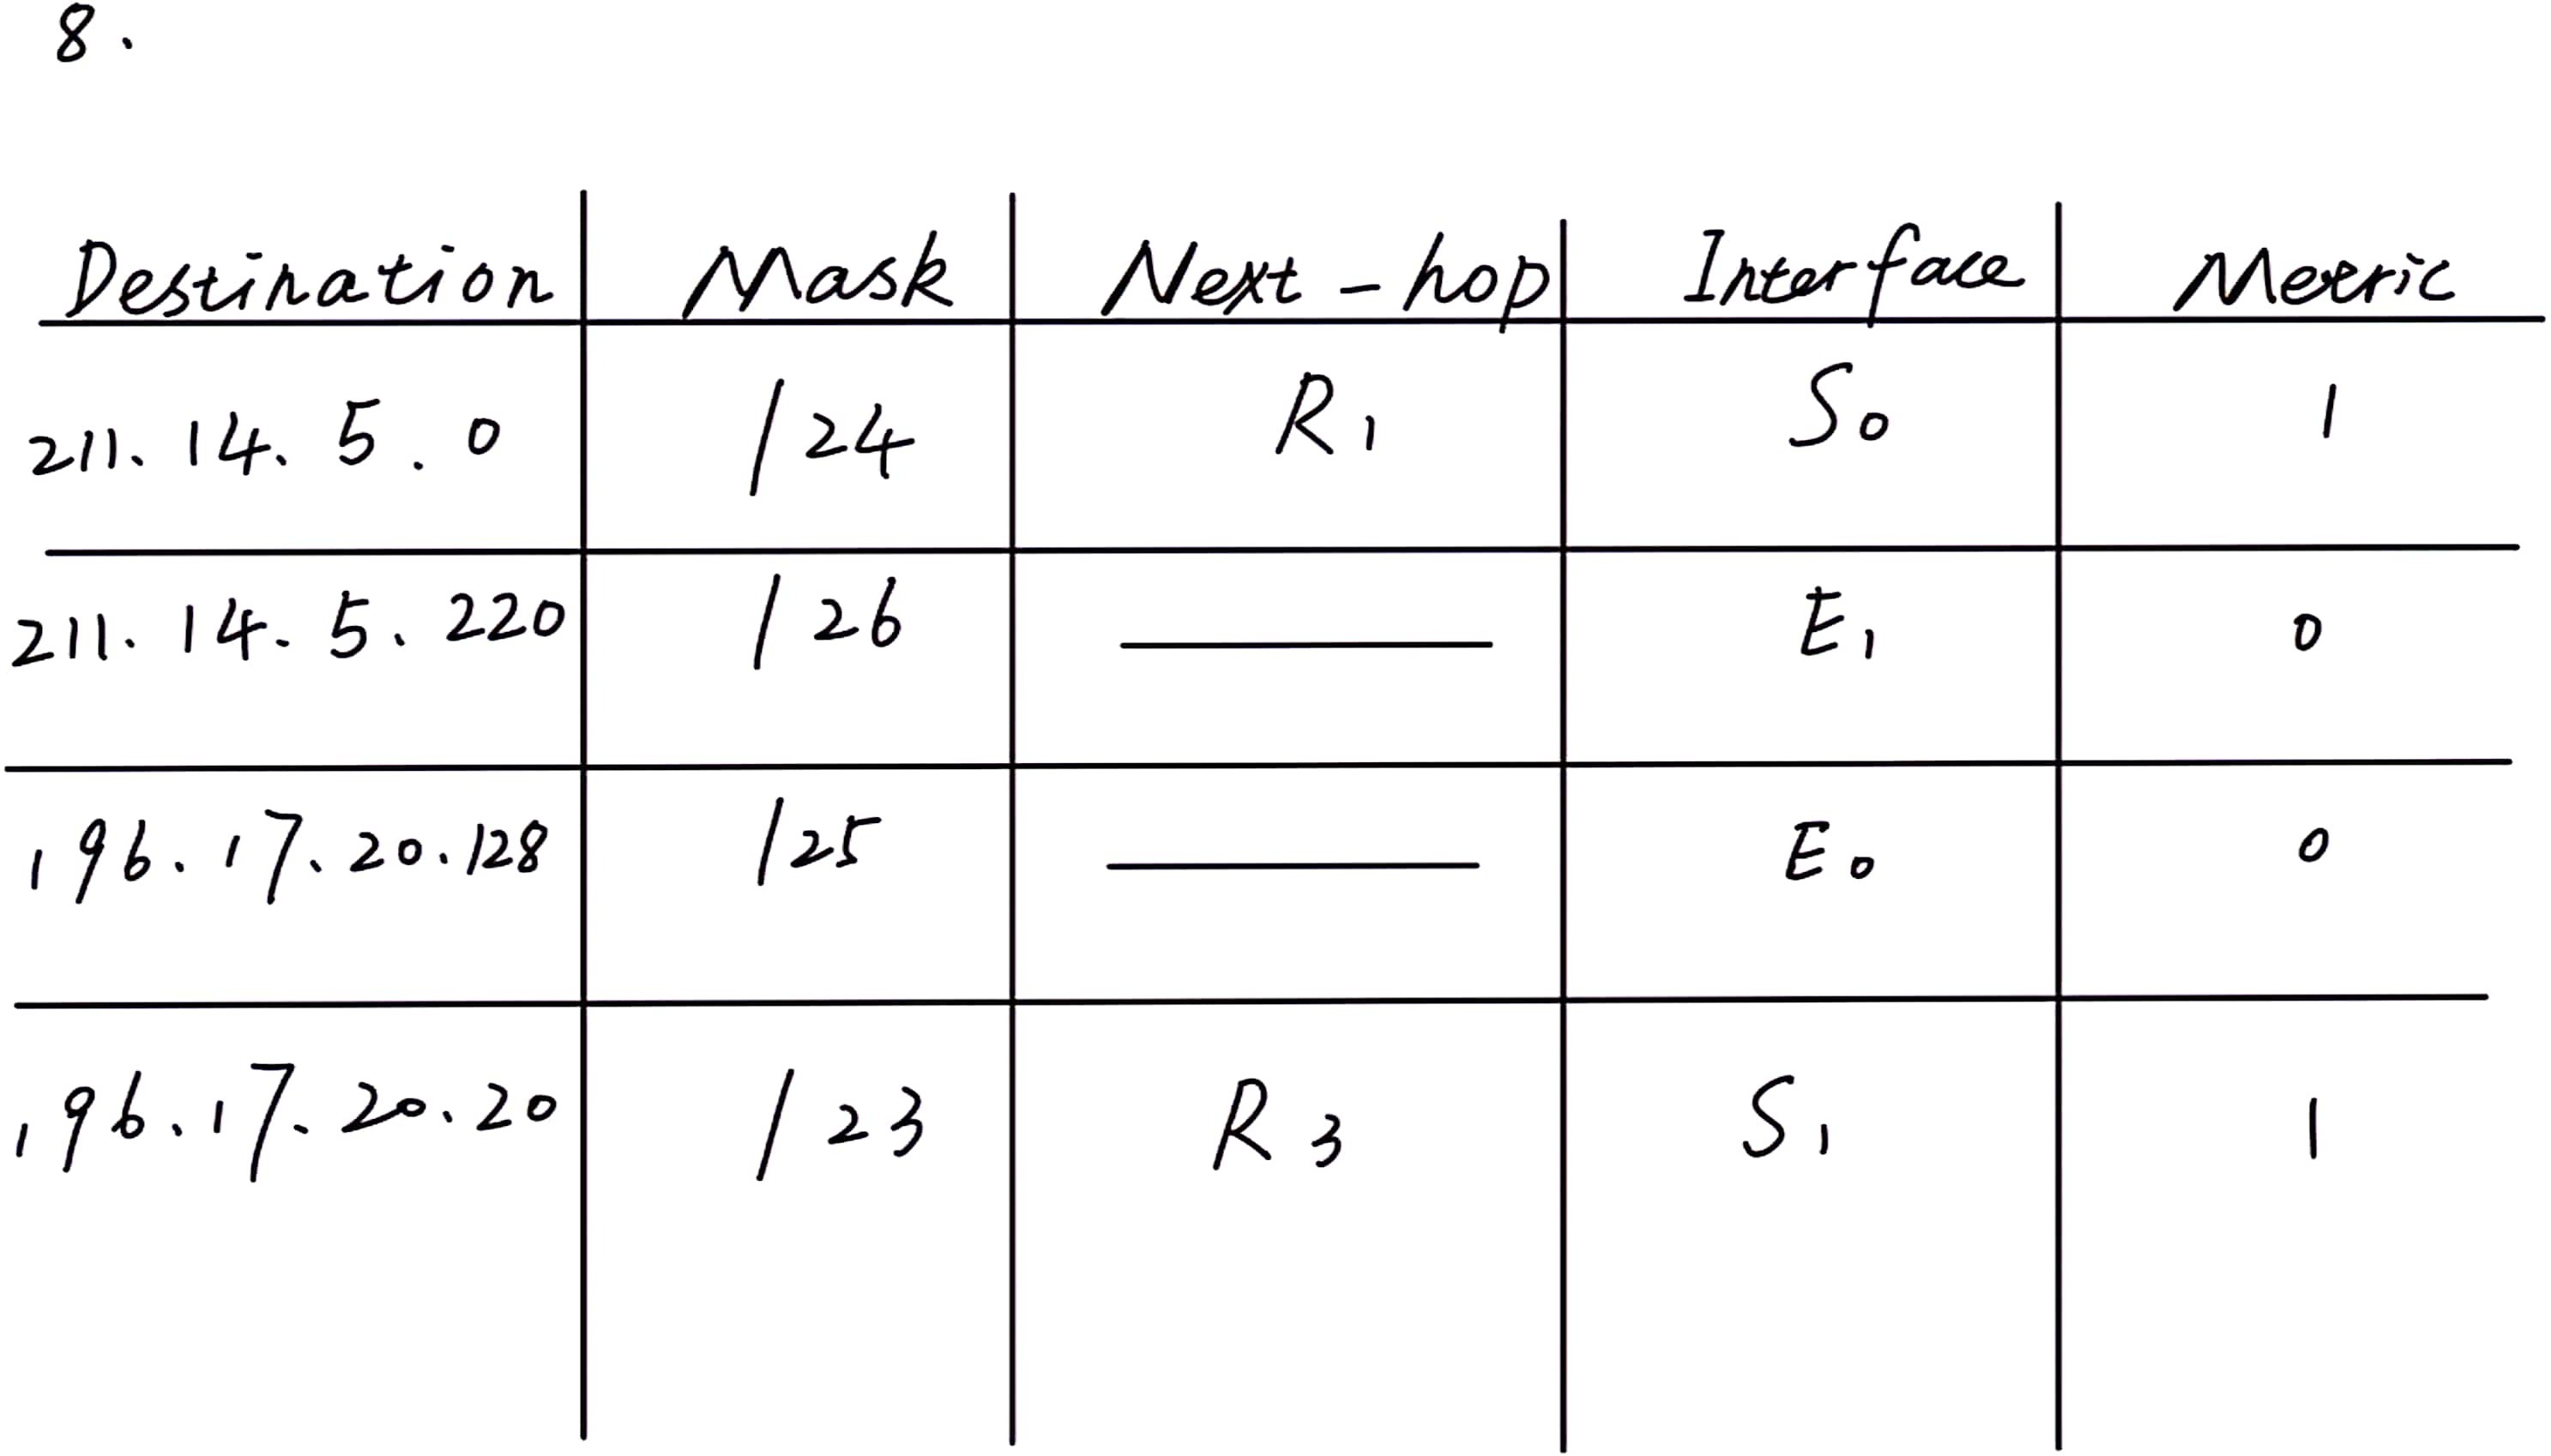 8.
Destination Mask Next-hop Interface Metric
211.14.5.0 /24 R1 S0 1
211.14.5.220 /26 — E1 0
196.17.20.128 /25 — E0 0
196.17.20.20 /23 R3 S1 1